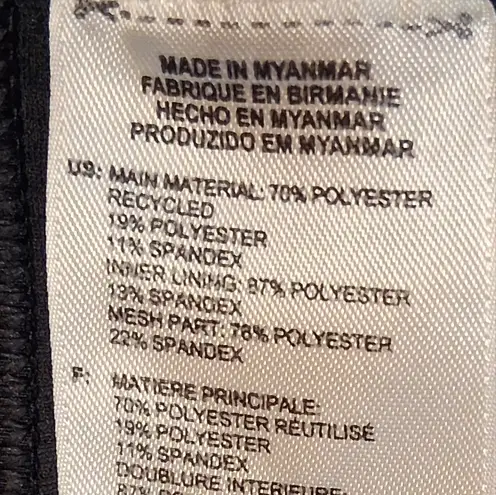 MADE IN MYANMAR
FABRIQUE EN BIRMANIE
HECHO EN MYANMAR
PRODUZIDO EM MYANMAR
US: MAIN MATERIAL: 70% POLYESTER
RECYCLED
19% POLYESTER
11% SPANDEX
INNER LINING: 87% POLYESTER
13% SPANDEX
MESH PART: 78% POLYESTER
22% SPANDEX
F: MATIERE PRINCIPALE:
70% POLYESTER RÉUTILISÉ
19% POLYESTER
11% SPANDEX
DOUBLURE INTERIEURE:
87%